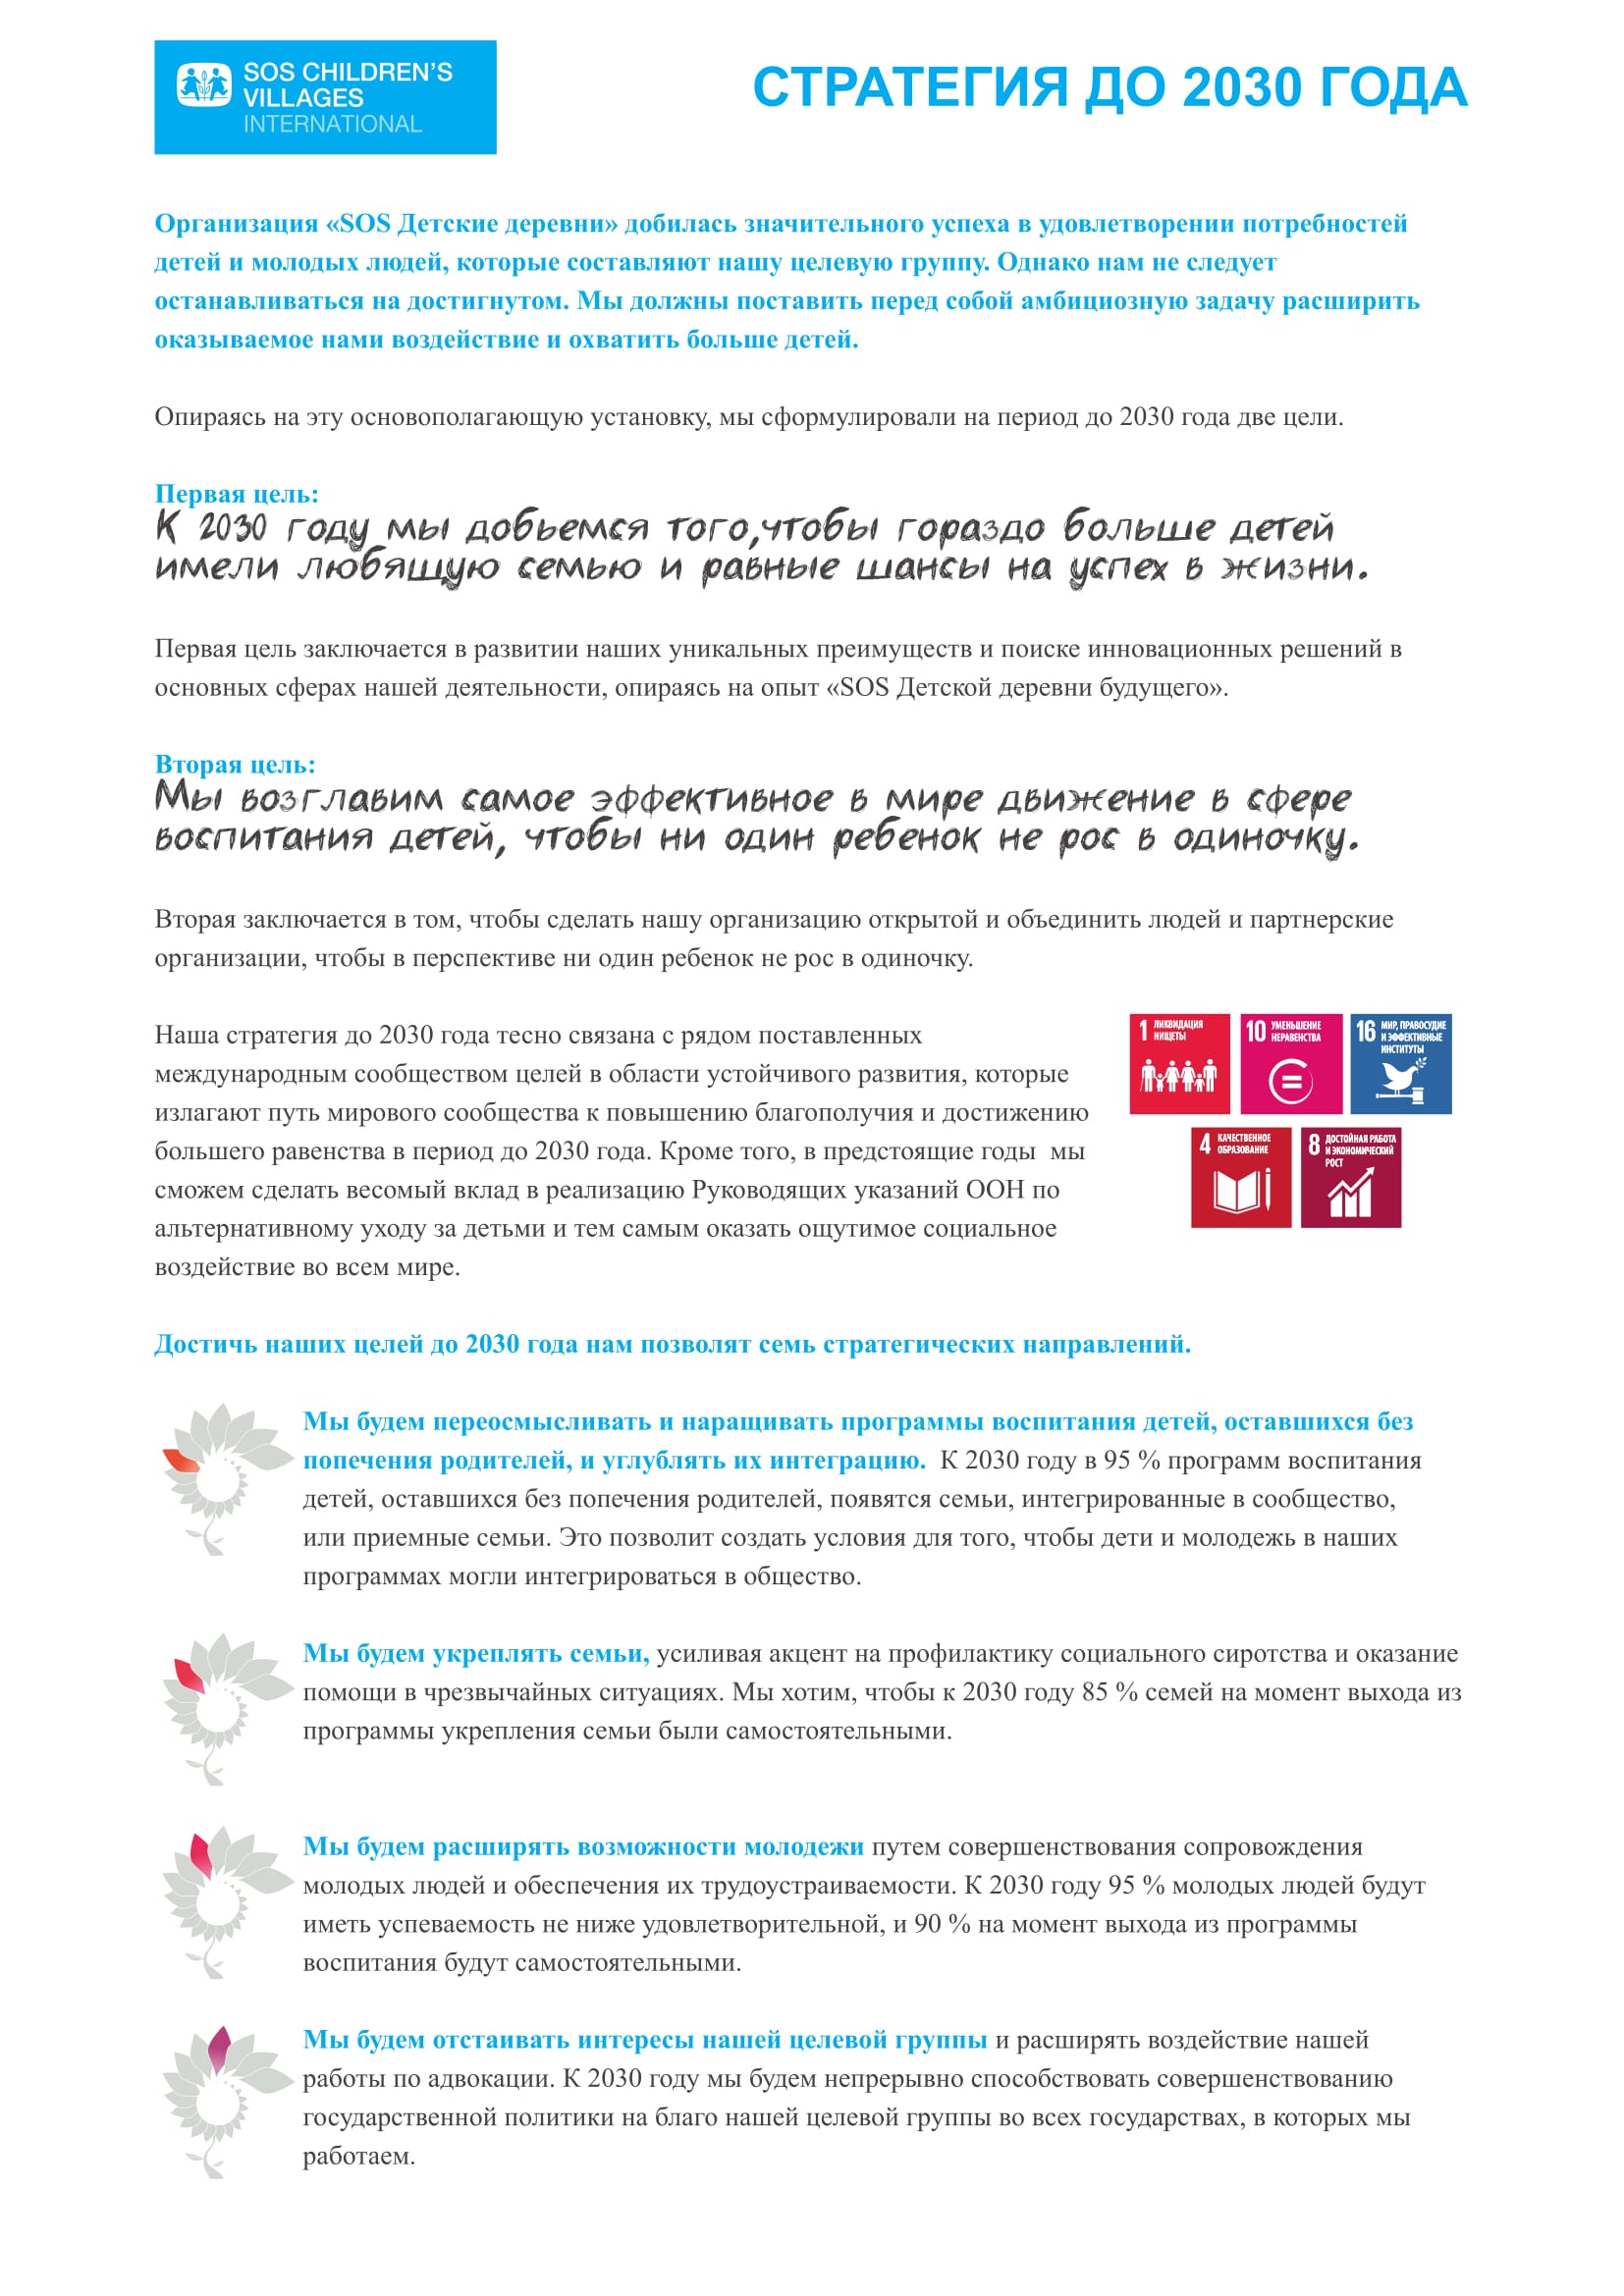 SOS CHILDREN'S
VILLAGES
INTERNATIONAL
СТРАТЕГИЯ ДО 2030 ГОДА
Организация «SOS Детские деревни» добилась значительного успеха в удовлетворении потребностей
детей и молодых людей, которые составляют нашу целевую группу. Однако нам не следует
останавливаться на достигнутом. Мы должны поставить перед собой амбициозную задачу расширить
оказываемое нами воздействие и охватить больше детей.
Опираясь на эту основополагающую установку, мы сформулировали на период до 2030 года две цели.
Первая цель:
К 2030 году мы добьемся того,чтобы гораздо больше детей
имели любящую семью и равные шансы на успех в жизни.
Первая цель заключается в развитии наших уникальных преимуществ и поиске инновационных решений в
основных сферах нашей деятельности, опираясь на опыт «SOS Детской деревни будущего».
Вторая цель:
Мы возглавим самое эффективное в мире движение в сфере
воспитания детей, чтобы ни один ребенок не рос в одиночку.
Вторая заключается в том, чтобы сделать нашу организацию открытой и объединить людей и партнерские
организации, чтобы в перспективе ни один ребенок не рос в одиночку.
Наша стратегия до 2030 года тесно связана с рядом поставленных
международным сообществом целей в области устойчивого развития, которые
излагают путь мирового сообщества к повышению благополучия и достижению
большего равенства в период до 2030 года. Кроме того, в предстоящие годы  мы
сможем сделать весомый вклад в реализацию Руководящих указаний ООН по
альтернативному уходу за детьми и тем самым оказать ощутимое социальное
воздействие во всем мире.
1 ЛИКВИДАЦИЯ
НИЩЕТЫ
10 УМЕНЬШЕНИЕ
НЕРАВЕНСТВА
16 МИР, ПРАВОСУДИЕ
И ЭФФЕКТИВНЫЕ
ИНСТИТУТЫ
4 КАЧЕСТВЕННОЕ
ОБРАЗОВАНИЕ
8 ДОСТОЙНАЯ РАБОТА
И ЭКОНОМИЧЕСКИЙ
РОСТ
Достичь наших целей до 2030 года нам позволят семь стратегических направлений.
Мы будем переосмысливать и наращивать программы воспитания детей, оставшихся без
попечения родителей, и углублять их интеграцию.  К 2030 году в 95 % программ воспитания
детей, оставшихся без попечения родителей, появятся семьи, интегрированные в сообщество,
или приемные семьи. Это позволит создать условия для того, чтобы дети и молодежь в наших
программах могли интегрироваться в общество.
Мы будем укреплять семьи, усиливая акцент на профилактику социального сиротства и оказание
помощи в чрезвычайных ситуациях. Мы хотим, чтобы к 2030 году 85 % семей на момент выхода из
программы укрепления семьи были самостоятельными.
Мы будем расширять возможности молодежи путем совершенствования сопровождения
молодых людей и обеспечения их трудоустраиваемости. К 2030 году 95 % молодых людей будут
иметь успеваемость не ниже удовлетворительной, и 90 % на момент выхода из программы
воспитания будут самостоятельными.
Мы будем отстаивать интересы нашей целевой группы и расширять воздействие нашей
работы по адвокации. К 2030 году мы будем непрерывно способствовать совершенствованию
государственной политики на благо нашей целевой группы во всех государствах, в которых мы
работаем.